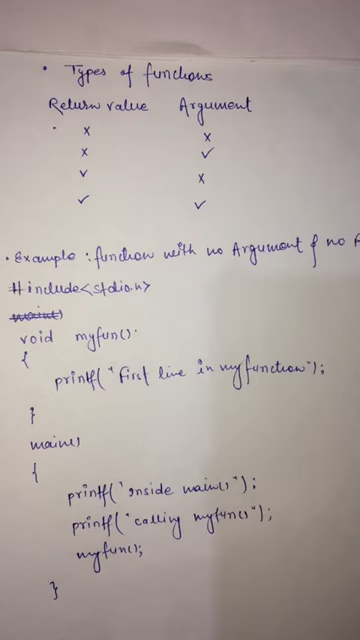 • Types of functions
Return value Argument
x x
x ✓
✓ x
✓ ✓
• Example : function with no Argument & no
#include<stdio.h>
main()
void myfun()
{
printf("First line in myfunction");
}
main()
{
printf("Inside main()");
printf("calling myfun()");
myfun();
}